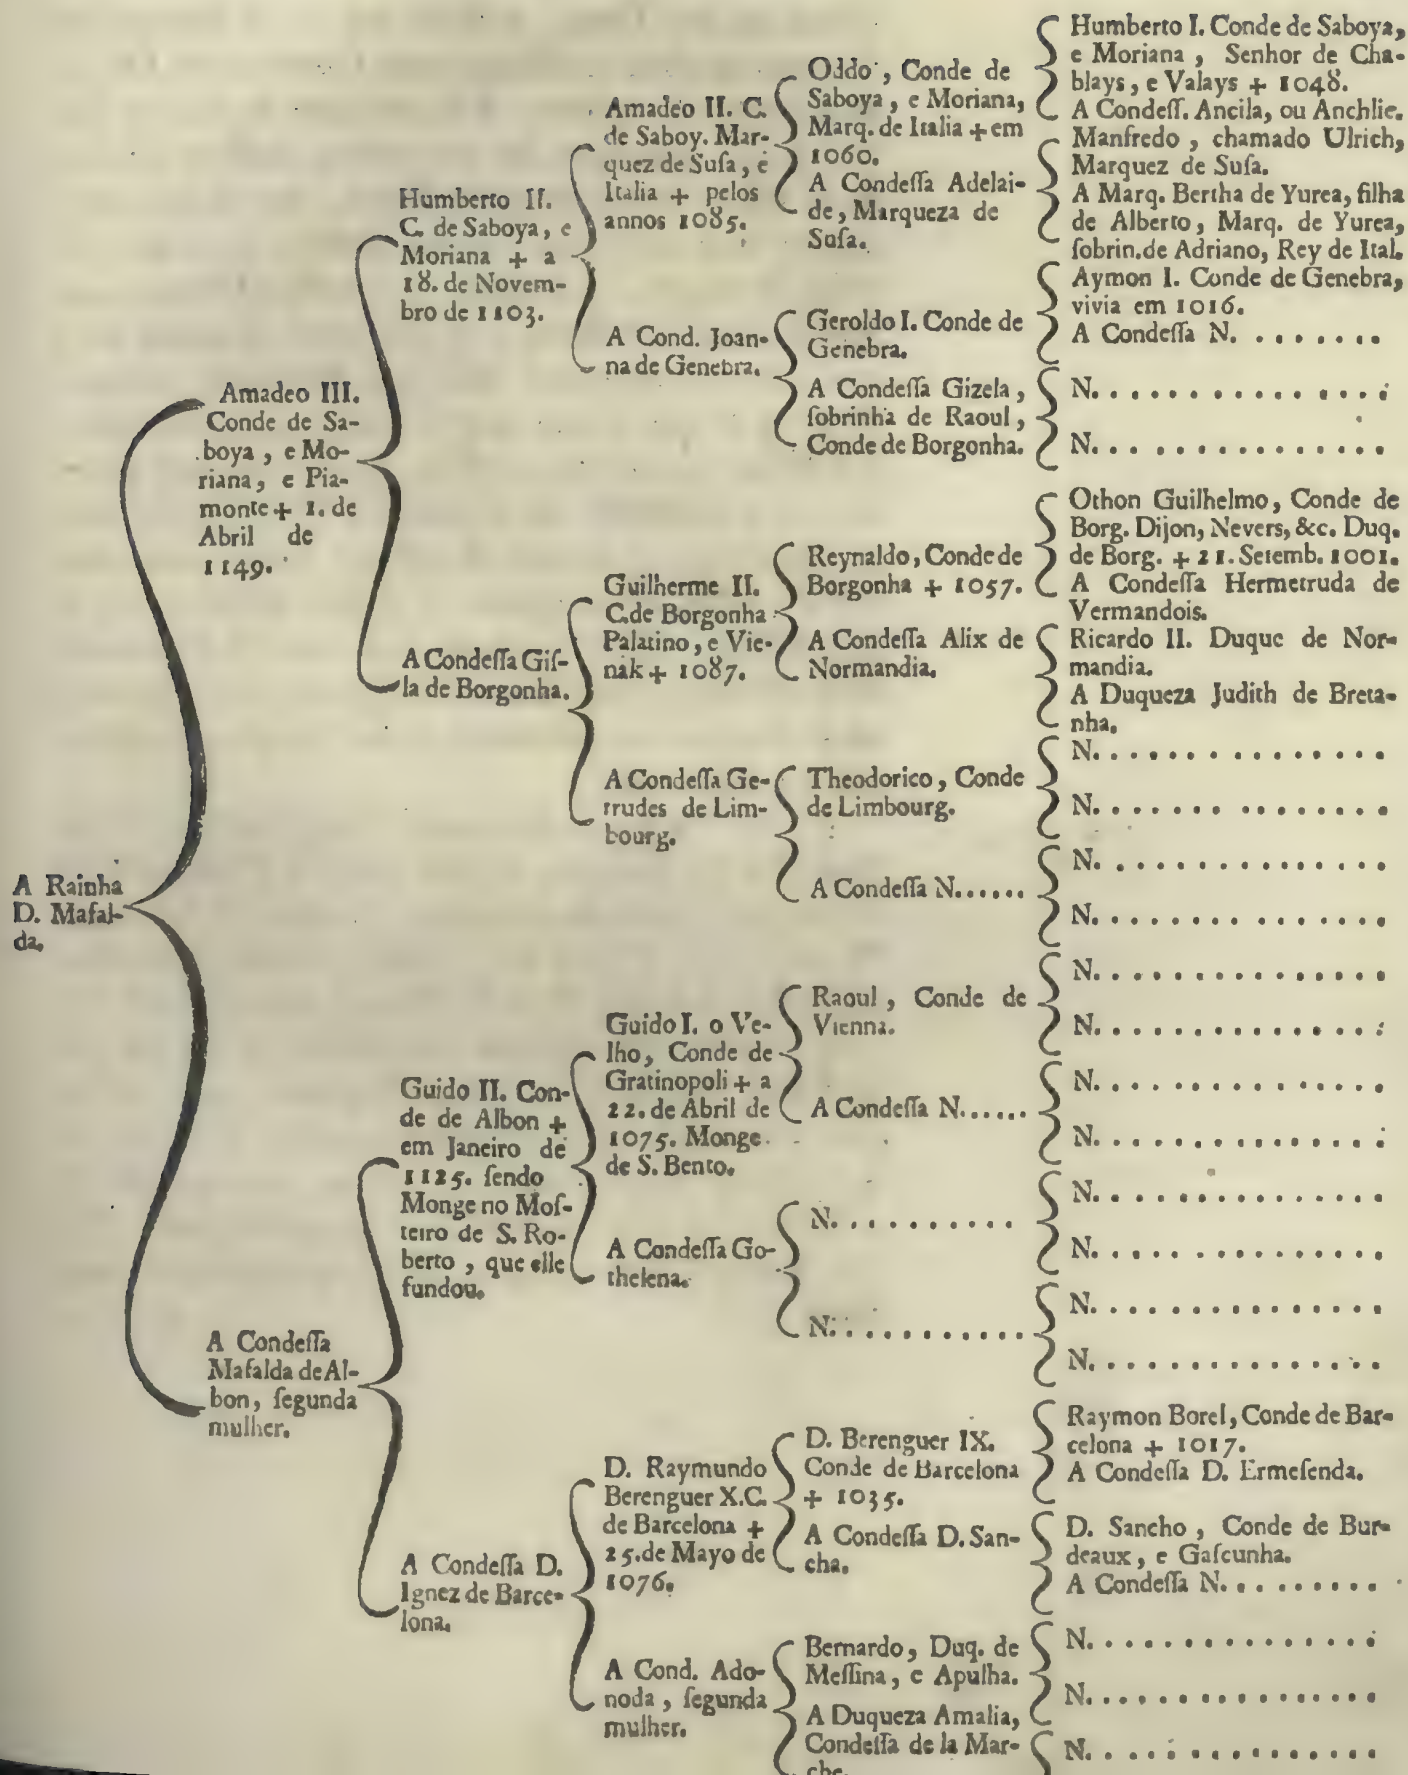 A Rainha
D. Mafal-
da.
Amadeo III.
Conde de Sa-
boya, e Mo-
riana, e Pia-
monte + 1. de
Abril de
1149.
A Condeſſa
Mafalda de Al-
bon, ſegunda
mulher.
Humberto II.
C. de Saboya, e
Moriana + a
18. de Novem-
bro de 1103.
A Condeſſa Giſ-
la de Borgonha.
Guido II. Con-
de de Albon +
em Janeiro de
1125. ſendo
Monge no Moſ-
teiro de S. Ro-
berto, que elle
fundou.
A Condeſſa D.
Ignez de Barce-
lona.
Amadeo II. C.
de Saboy. Mar-
quez de Suſa, e
Italia + pelos
annos 1085.
A Cond. Joan-
na de Genebra.
Guilherme II.
C. de Borgonha
Palatino, e Vie-
nak + 1087.
A Condeſſa Ge-
trudes de Lim-
bourg.
Guido I. o Ve-
lho, Conde de
Gratinopoli + a
22. de Abril de
1075. Monge
de S. Bento.
A Condeſſa Go-
thelena.
D. Raymundo
Berenguer X. C.
de Barcelona +
25. de Mayo de
1076.
A Cond. Ado-
noda, ſegunda
mulher.
Oddo, Conde de
Saboya, e Moriana,
Marq. de Italia + em
1060.
A Condeſſa Adelai-
de, Marqueza de
Suſa.
Geroldo I. Conde de
Genebra.
A Condeſſa Gizela,
ſobrinha de Raoul,
Conde de Borgonha.
Reynaldo, Conde de
Borgonha + 1057.
A Condeſſa Alix de
Normandia.
Theodorico, Conde
de Limbourg.
A Condeſſa N......
Raoul, Conde de
Vienna.
A Condeſſa N......
N. . . . . . . . . .
N. . . . . . . . . . .
D. Berenguer IX.
Conde de Barcelona
+ 1035.
A Condeſſa D. San-
cha.
Bernardo, Duq. de
Meſſina, e Apulha.
A Duqueza Amalia,
Condeſſa de la Mar-
che.
Humberto I. Conde de Saboya,
e Moriana, Senhor de Cha-
blays, e Valays + 1048.
A Condeſſ. Ancila, ou Anchlie.
Manfredo, chamado Ulrich,
Marquez de Suſa.
A Marq. Bertha de Yurea, filha
de Alberto, Marq. de Yurea,
ſobrin. de Adriano, Rey de Ital.
Aymon I. Conde de Genebra,
vivia em 1016.
A Condeſſa N. . . . . . . .
N. . . . . . . . . . . . . .
N. . . . . . . . . . . . . .
Othon Guilhelmo, Conde de
Borg. Dijon, Nevers, &c. Duq.
de Borg. + 21. Setemb. 1001.
A Condeſſa Hermetruda de
Vermandois.
Ricardo II. Duque de Nor-
mandia.
A Duqueza Judith de Breta-
nha.
N. . . . . . . . . . . . . .
N. . . . . . . . . . . . . .
N. . . . . . . . . . . . . .
N. . . . . . . . . . . . . .
N. . . . . . . . . . . . . .
N. . . . . . . . . . . . . .
N. . . . . . . . . . . . . .
N. . . . . . . . . . . . . .
N. . . . . . . . . . . . . .
N. . . . . . . . . . . . . .
N. . . . . . . . . . . . . .
N. . . . . . . . . . . . . .
Raymon Borel, Conde de Bar-
celona + 1017.
A Condeſſa D. Ermeſenda.
D. Sancho, Conde de Bur-
deaux, e Gaſcunha.
A Condeſſa N. . . . . . . . .
N. . . . . . . . . . . . . .
N. . . . . . . . . . . . . .
N. . . . . . . . . . . . . .